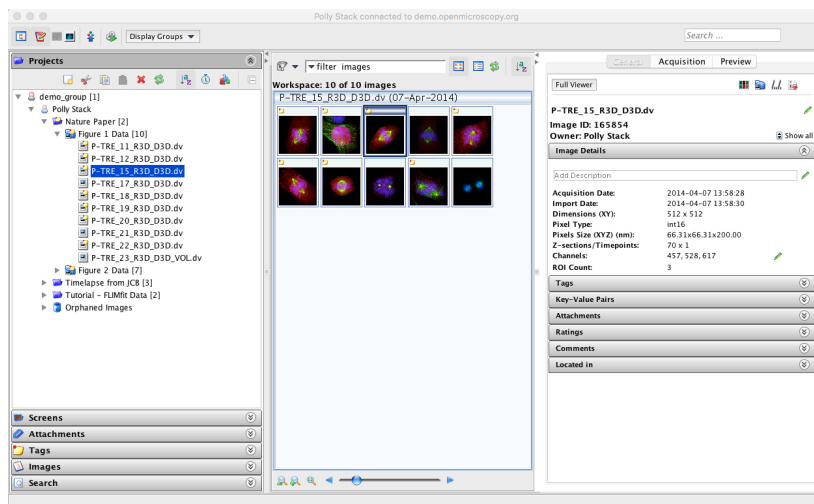 Polly Stack connected to demo.openmicroscopy.org
Display Groups
Search ...
Projects
demo_group [1]
Polly Stack
Nature Paper [2]
Figure 1 Data [10]
P-TRE_11_R3D_D3D.dv
P-TRE_12_R3D_D3D.dv
P-TRE_15_R3D_D3D.dv
P-TRE_17_R3D_D3D.dv
P-TRE_18_R3D_D3D.dv
P-TRE_19_R3D_D3D.dv
P-TRE_20_R3D_D3D.dv
P-TRE_21_R3D_D3D.dv
P-TRE_22_R3D_D3D.dv
P-TRE_23_R3D_D3D_VOL.dv
Figure 2 Data [7]
Timelapse from JCB [3]
Tutorial - FLIMfit Data [2]
Orphaned Images
Screens
Attachments
Tags
Images
Search
filter images
Workspace: 10 of 10 images
P-TRE_15_R3D_D3D.dv (07-Apr-2014)
General Acquisition Preview
Full Viewer
P-TRE_15_R3D_D3D.dv
Image ID: 165854
Owner: Polly Stack
Show all
Image Details
Add Description
Acquisition Date: 2014-04-07 13:58:28
Import Date: 2014-04-07 13:58:30
Dimensions (XY): 512 x 512
Pixel Type: int16
Pixels Size (XYZ) (nm): 66.31x66.31x200.00
Z-sections/Timepoints: 70 x 1
Channels: 457, 528, 617
ROI Count: 3
Tags
Key-Value Pairs
Attachments
Ratings
Comments
Located in